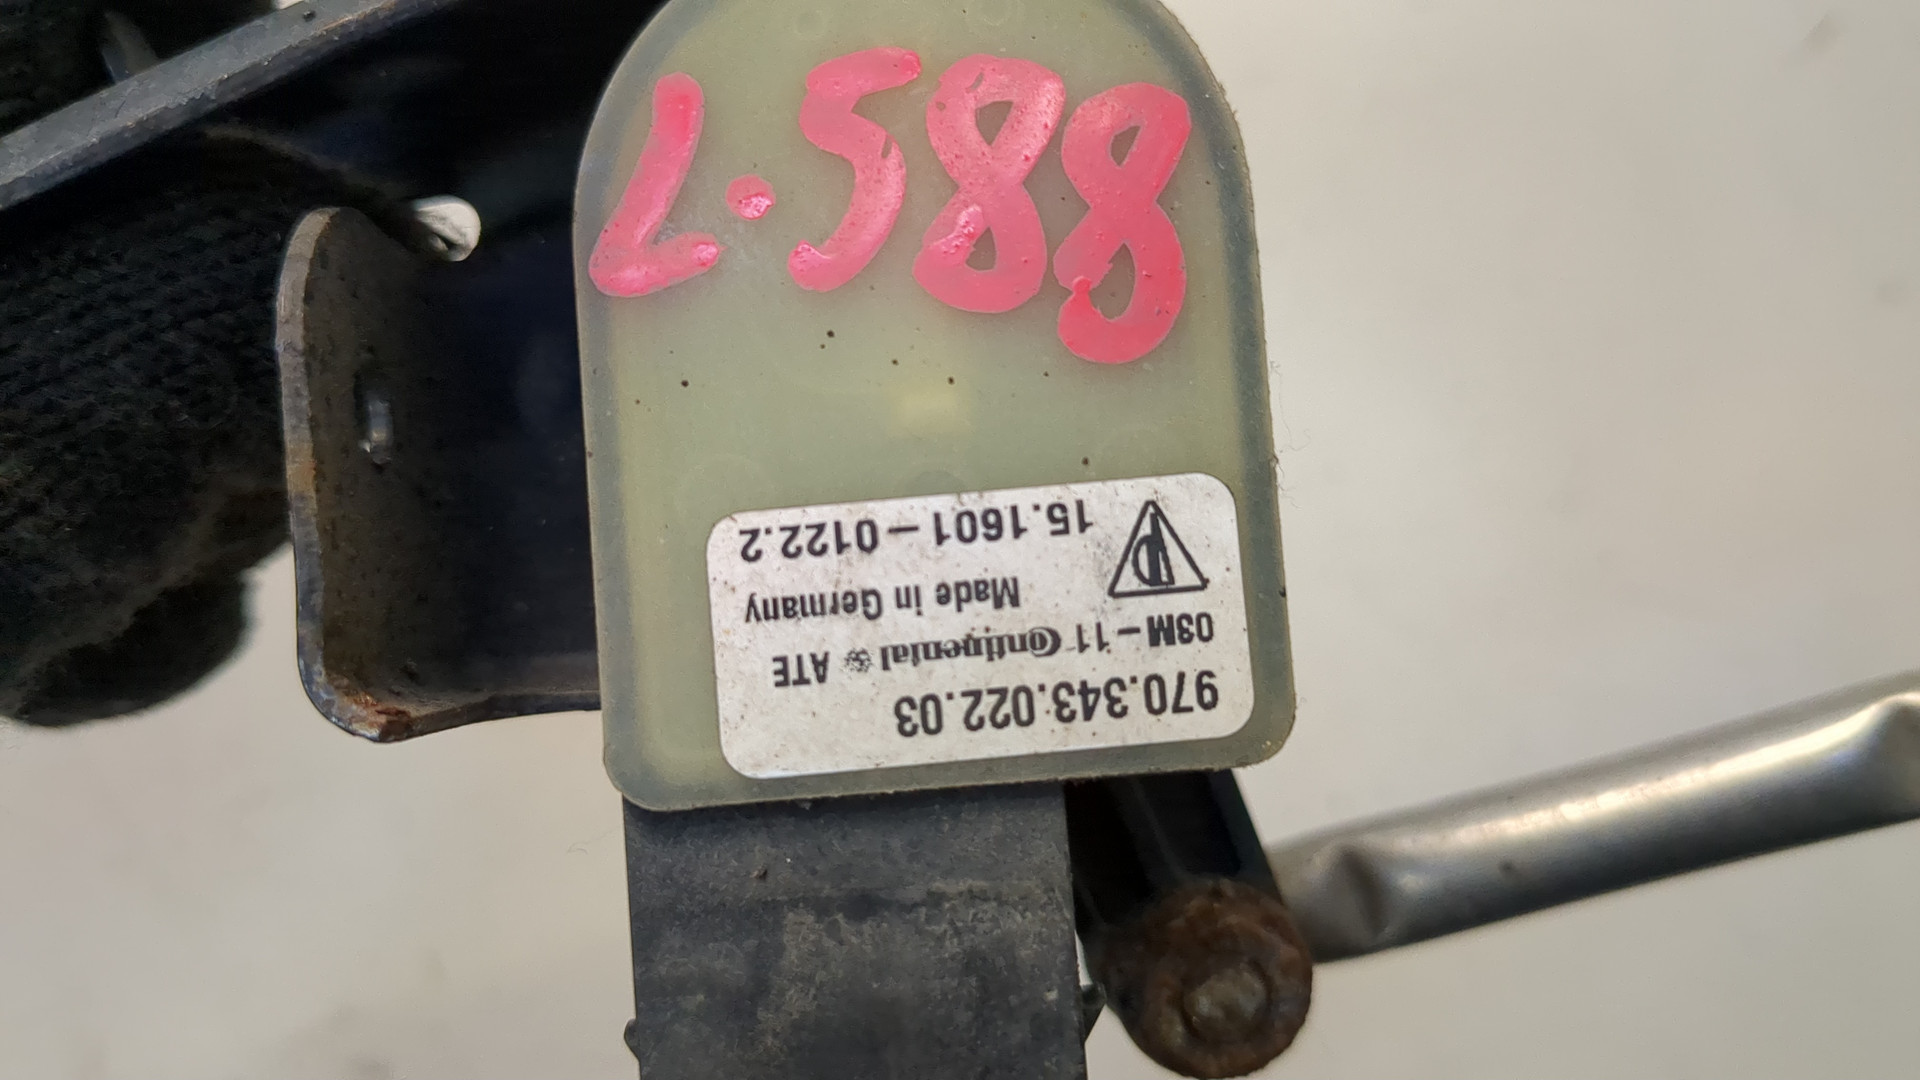 L.588
970.343.022.03
03M-11 Continental ATE
Made in Germany
15.1601-0122.2